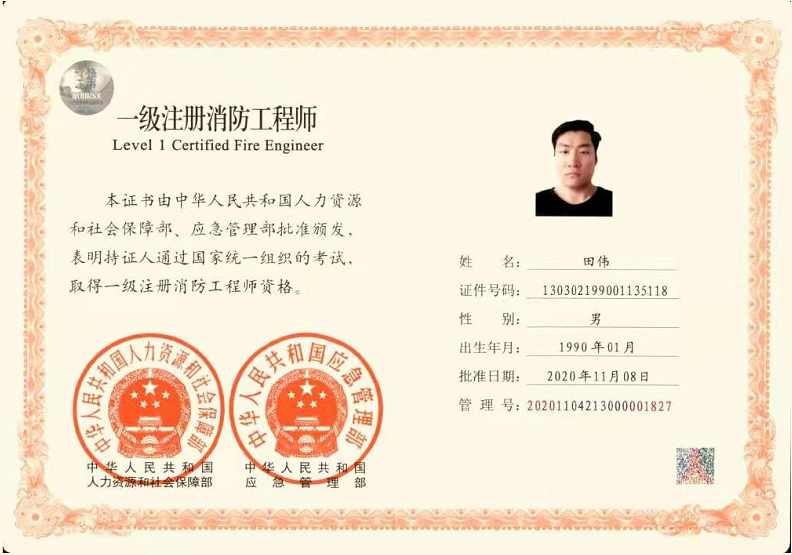 一级注册消防工程师
Level 1 Certified Fire Engineer
本证书由中华人民共和国人力资源
和社会保障部、应急管理部批准颁发，
表明持证人通过国家统一组织的考试，
取得一级注册消防工程师资格。
中华人民共和国人力资源和社会保障部
中华人民共和国应急管理部
中华人民共和国
人力资源和社会保障部
中华人民共和国
应急管理部
姓名：田伟
证件号码：130302199001135118
性别：男
出生年月：1990年01月
批准日期：2020年11月08日
管理号：20201104213000001827